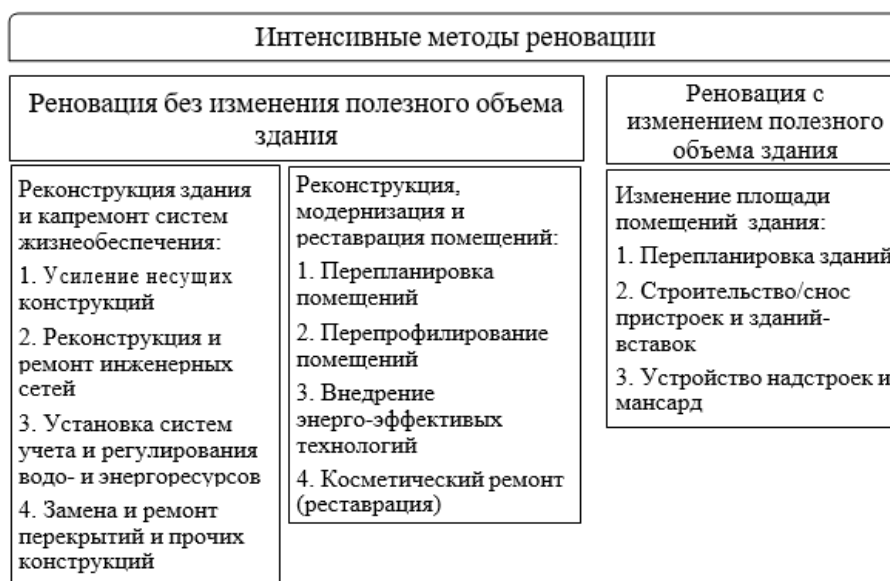 Интенсивные методы реновации
Реновация без изменения полезного объема
здания
Реновация с
изменением полезного
объема здания
Реконструкция здания
и капремонт систем
жизнеобеспечения:
1. Усиление несущих
конструкций
2. Реконструкция и
ремонт инженерных
сетей
3. Установка систем
учета и регулирования
водо- и энергоресурсов
4. Замена и ремонт
перекрытий и прочих
конструкций
Реконструкция,
модернизация и
реставрация помещений:
1. Перепланировка
помещений
2. Перепрофилирование
помещений
3. Внедрение
энерго-эффективых
технологий
4. Косметический ремонт
(реставрация)
Изменение площади
помещений здания:
1. Перепланировка зданий
2. Строительство/снос
пристроек и зданий-
вставок
3. Устройство надстроек и
мансард